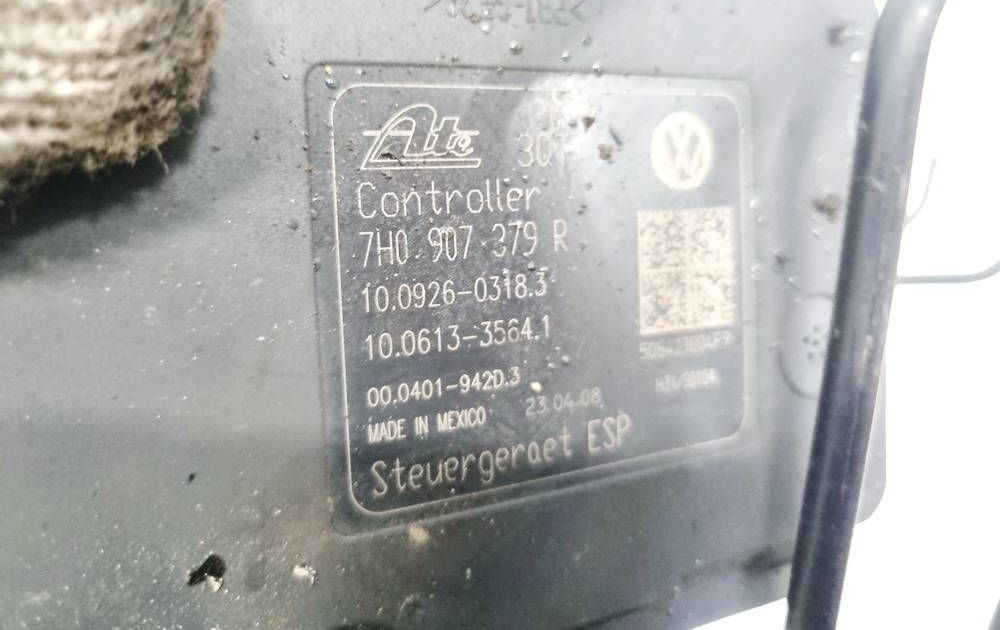 Ate
Controller
7H0 907 379 R
10.0926-0318.3
10.0613-3564.1
00.0401-942D.3
MADE IN MEXICO 23.04.08
Steuergeraet ESP